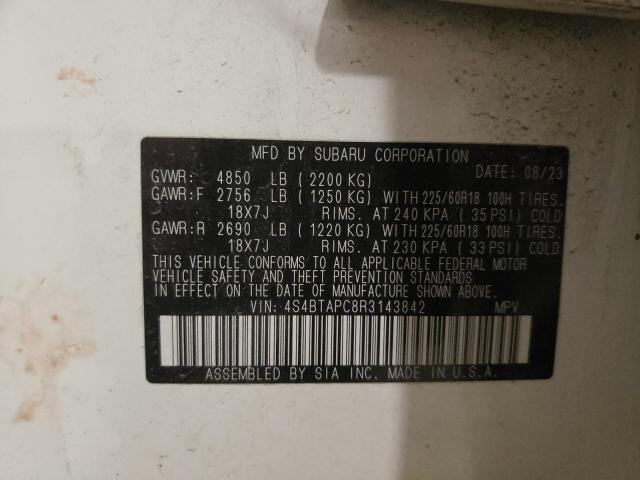 MFD BY SUBARU CORPORATION
DATE: 08/23
GVWR: 4850 LB (2200 KG)
GAWR:F 2756 LB (1250 KG) WITH 225/60R18 100H TIRES.
18X7J RIMS. AT 240 KPA (35 PSI) COLD
GAWR:R 2690 LB (1220 KG) WITH 225/60R18 100H TIRES.
18X7J RIMS. AT 230 KPA (33 PSI) COLD
THIS VEHICLE CONFORMS TO ALL APPLICABLE FEDERAL MOTOR
VEHICLE SAFETY AND THEFT PREVENTION STANDARDS
IN EFFECT ON THE DATE OF MANUFACTURE SHOWN ABOVE.
VIN: 4S4BTAPC8R3143842 MPV
ASSEMBLED BY SIA INC. MADE IN U.S.A.